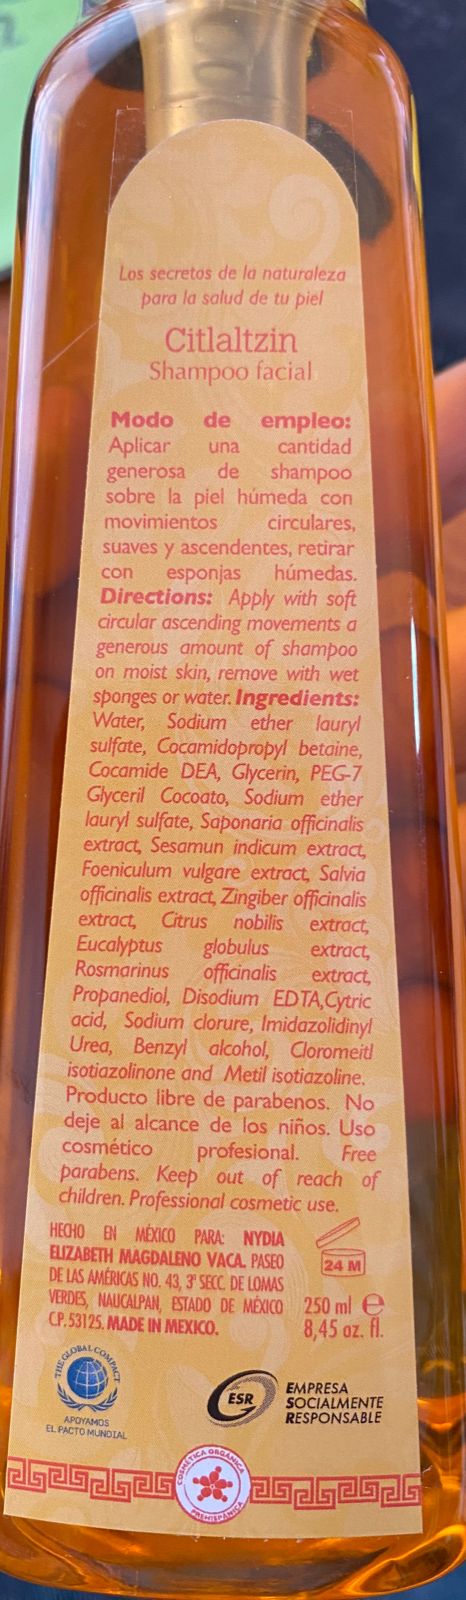 Los secretos de la naturaleza
para la salud de tu piel
Citlaltzin
Shampoo facial
Modo de empleo:
Aplicar una cantidad
generosa de shampoo
sobre la piel húmeda con
movimientos circulares,
suaves y ascendentes, retirar
con esponjas húmedas.
Directions: Apply with soft
circular ascending movements a
generous amount of shampoo
on moist skin, remove with wet
sponges or water. Ingredients:
Water, Sodium ether lauryl
sulfate, Cocamidopropyl betaine,
Cocamide DEA, Glycerin, PEG-7
Glyceril Cocoato, Sodium ether
lauryl sulfate, Saponaria officinalis
extract, Sesamun indicum extract,
Foeniculum vulgare extract, Salvia
officinalis extract, Zingiber officinalis
extract, Citrus nobilis extract,
Eucalyptus globulus extract,
Rosmarinus officinalis extract,
Propanediol, Disodium EDTA,Cytric
acid, Sodium clorure, Imidazolidinyl
Urea, Benzyl alcohol, Cloromeitl
isotiazolinone and Metil isotiazoline.
Producto libre de parabenos. No
deje al alcance de los niños. Uso
cosmético profesional. Free
parabens. Keep out of reach of
children. Professional cosmetic use.
HECHO EN MÉXICO PARA: NYDIA
ELIZABETH MAGDALENO VACA. PASEO
DE LAS AMÉRICAS NO. 43, 3ª SECC. DE LOMAS
VERDES, NAUCALPAN, ESTADO DE MÉXICO
C.P. 53125. MADE IN MEXICO.
24 M
250 ml e
8,45 oz. fl.
THE GLOBAL COMPACT
APOYAMOS
EL PACTO MUNDIAL
ESR
EMPRESA
SOCIALMENTE
RESPONSABLE
COSMÉTICA ORGÁNICA
PREHISPÁNICA